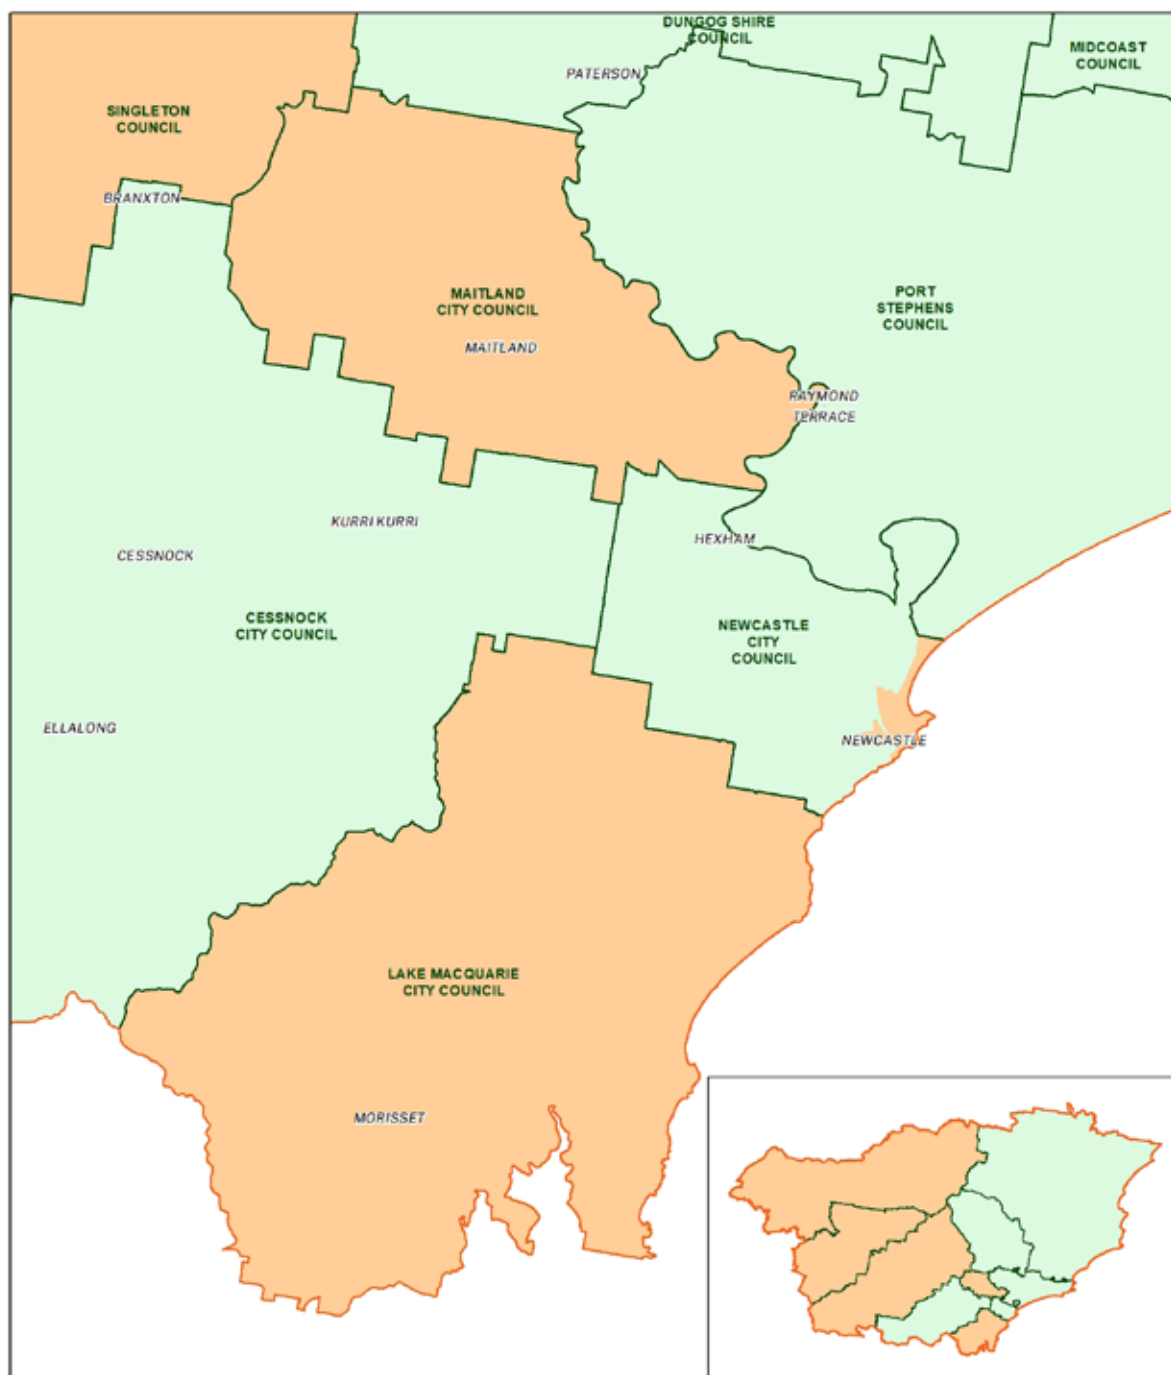 DUNGOG SHIRE
COUNCIL
MIDCOAST
COUNCIL
PATERSON
SINGLETON
COUNCIL
BRANXTON
MAITLAND
CITY COUNCIL
MAITLAND
PORT
STEPHENS
COUNCIL
RAYMOND
TERRACE
KURRI KURRI
HEXHAM
CESSNOCK
CESSNOCK
CITY COUNCIL
NEWCASTLE
CITY
COUNCIL
ELLALONG
NEWCASTLE
LAKE MACQUARIE
CITY COUNCIL
MORISSET